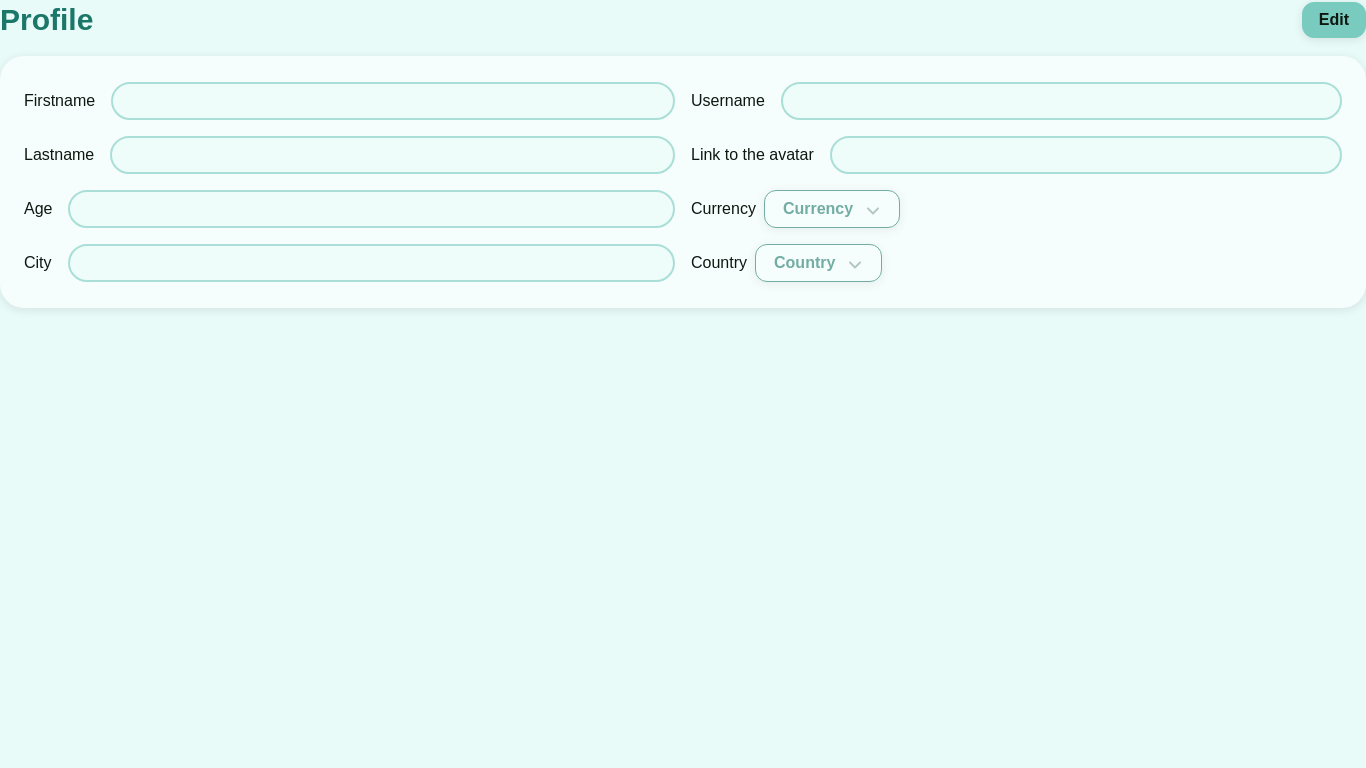 Profile
Edit
Firstname
Username
Lastname
Link to the avatar
Age
Currency
Currency
City
Country
Country